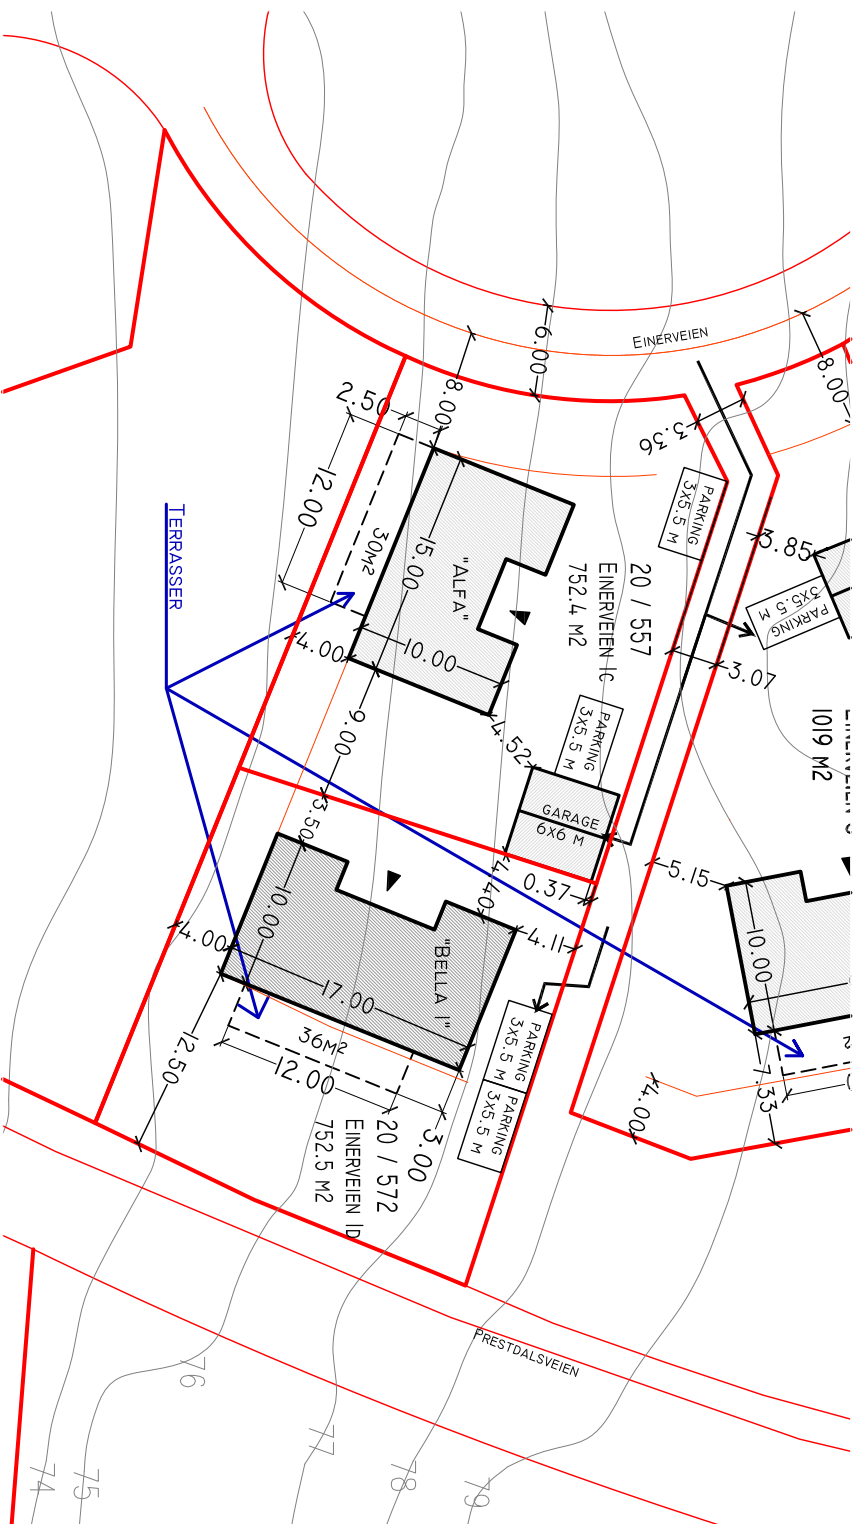 Einerveien
6.00
8.00
8.00
2.50
3.36
12.00
30m²
15.00
"Alfa"
10.00
4.00
Terrasser
Parking
3x5.5 m
20 / 557
Einerveien 1c
752.4 m2
3.85
Parking
3x5.5 m
3.07
1019 m2
9.00
4.52
Parking
3x5.5 m
Garage
6x6 m
3.50
4.40
0.37
5.15
10.00
4.00
17.00
"Bella 1"
4.11
10.00
7.33
4.00
12.50
36m²
12.00
3.00
Parking
3x5.5 m
Parking
3x5.5 m
20 / 572
Einerveien 1d
752.5 m2
Prestdalsveien
74
75
76
77
78
79